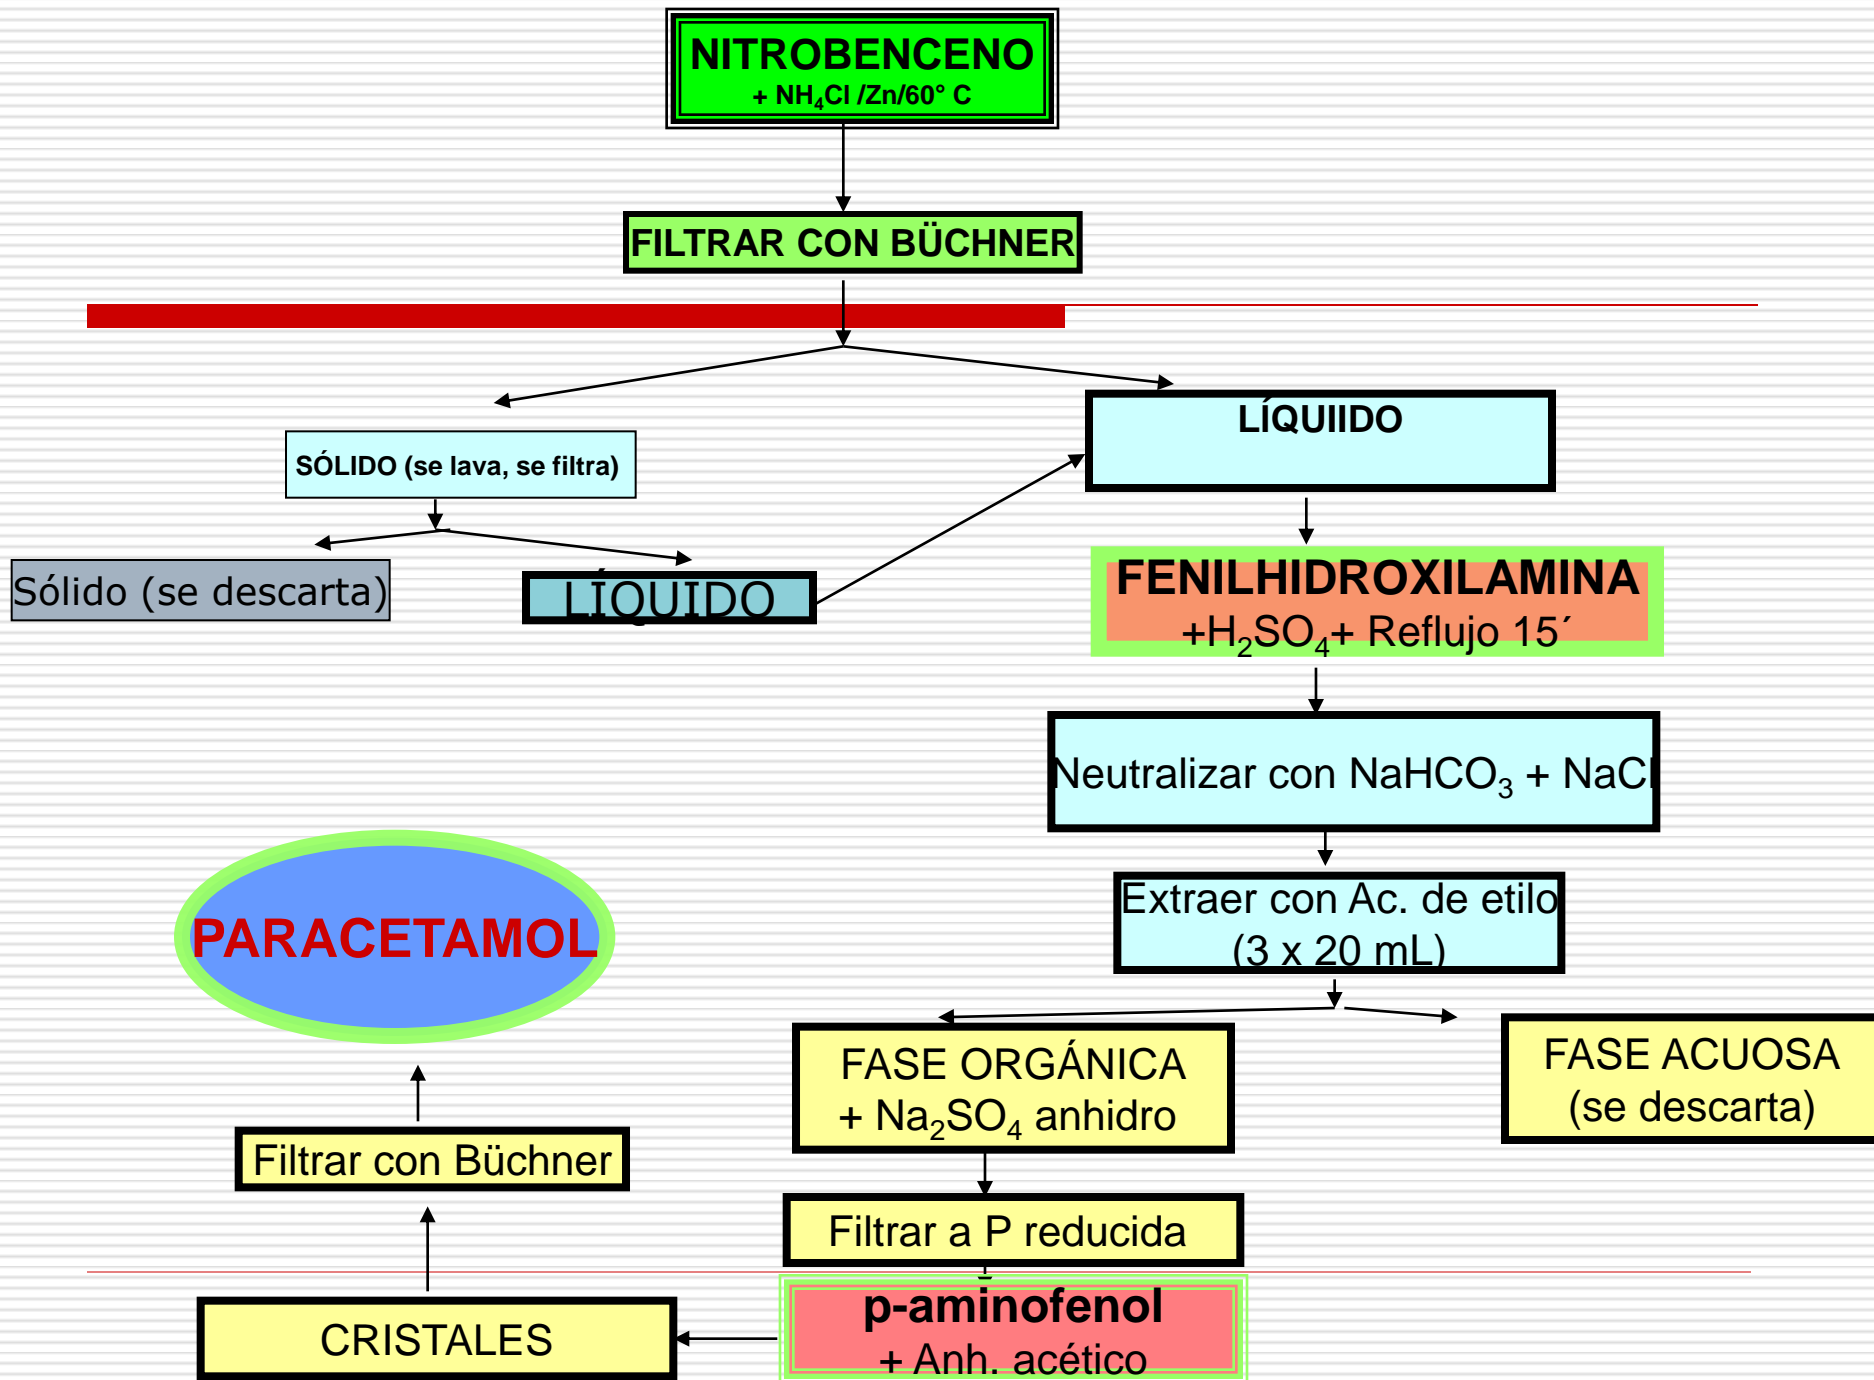 NITROBENCENO
+ NH₄Cl /Zn/60° C
FILTRAR CON BÜCHNER
SÓLIDO (se lava, se filtra)
LÍQUIIDO
Sólido (se descarta)
LÍQUIDO
FENILHIDROXILAMINA
+H₂SO₄+ Reflujo 15´
Neutralizar con NaHCO₃ + NaCl
Extraer con Ac. de etilo
(3 x 20 mL)
FASE ORGÁNICA
+ Na₂SO₄ anhidro
FASE ACUOSA
(se descarta)
Filtrar a P reducida
p-aminofenol
+ Anh. acético
CRISTALES
Filtrar con Büchner
PARACETAMOL